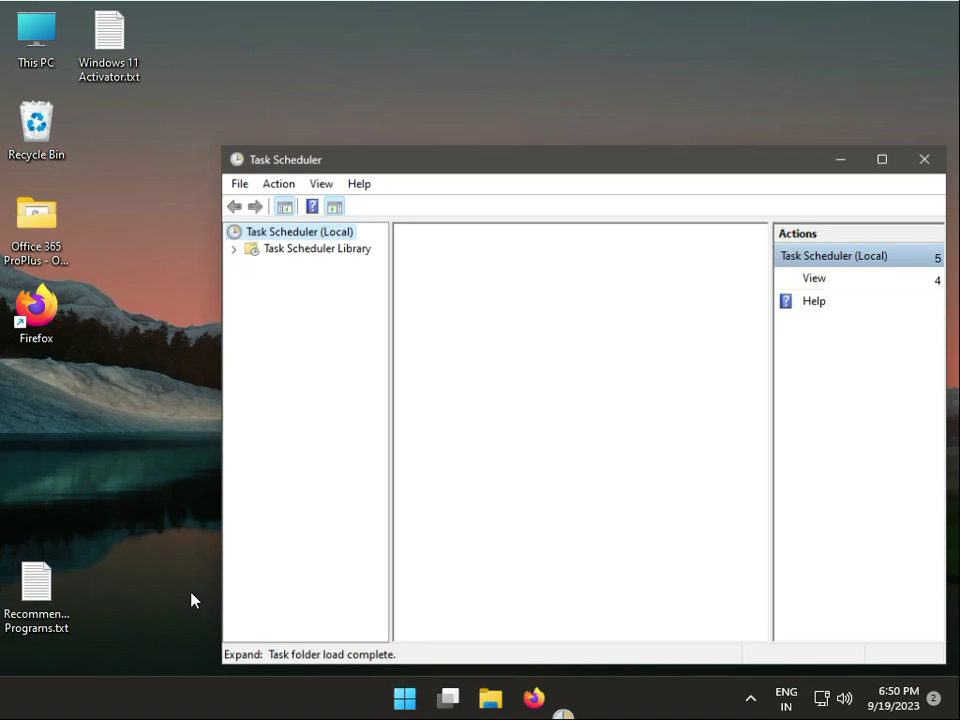 This PC
Windows 11
Activator.txt
Recycle Bin
Office 365
ProPlus - O...
Firefox
Recommen...
Programs.txt
Task Scheduler
File Action View Help
Task Scheduler (Local)
Task Scheduler Library
Actions
Task Scheduler (Local) 5
View 4
Help
Expand: Task folder load complete.
ENG
IN
6:50 PM
9/19/2023
2